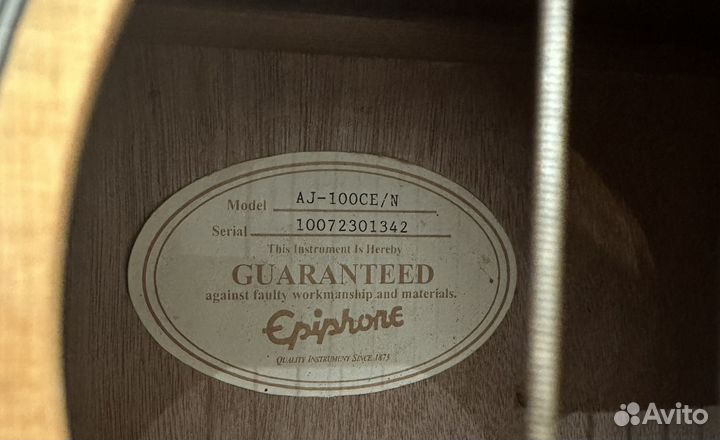 Model AJ-100CE/N
Serial 10072301342
This Instrument Is Hereby
GUARANTEED
against faulty workmanship and materials.
Epiphone
QUALITY INSTRUMENT SINCE 1873
Avito